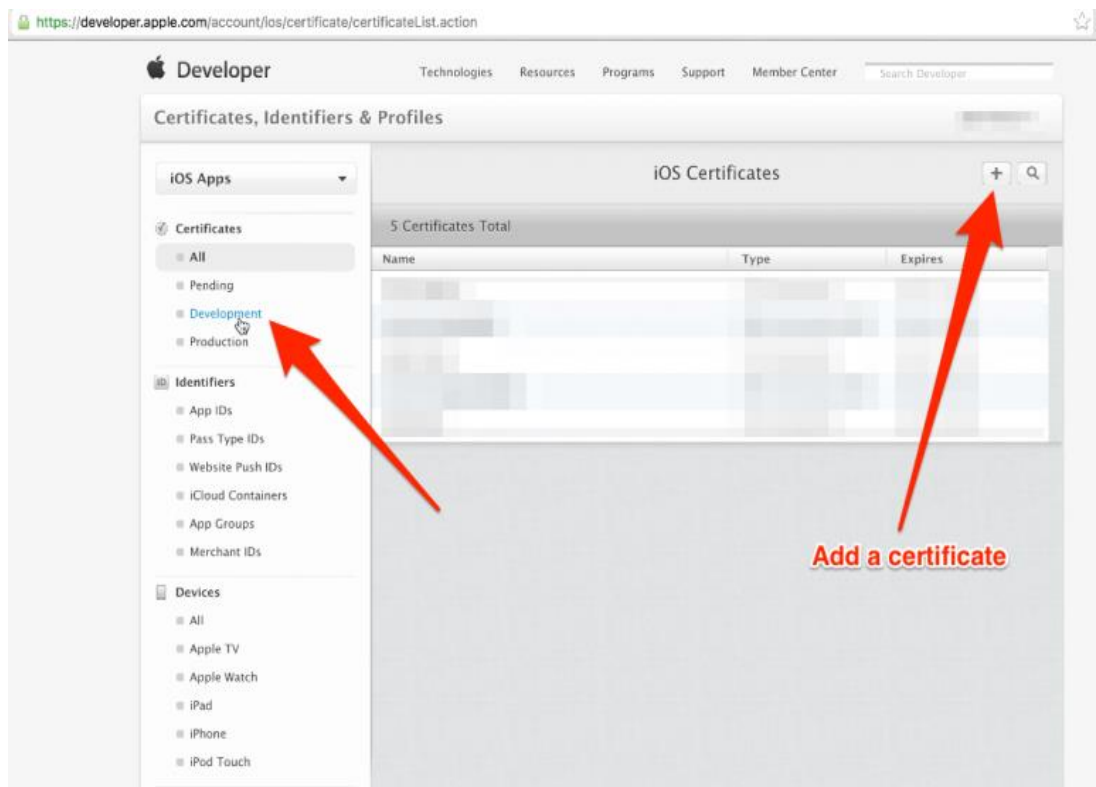 https://developer.apple.com/account/ios/certificate/certificateList.action
Developer Technologies Resources Programs Support Member Center Search Developer
Certificates, Identifiers & Profiles
iOS Apps
iOS Certificates
+
Certificates
5 Certificates Total
All
Name Type Expires
Pending
Development
Production
Identifiers
App IDs
Pass Type IDs
Website Push IDs
iCloud Containers
App Groups
Merchant IDs
Add a certificate
Devices
All
Apple TV
Apple Watch
iPad
iPhone
iPod Touch